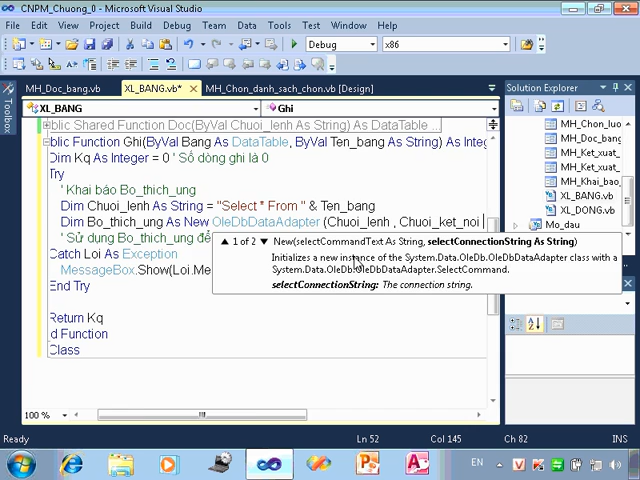 CNPM_Chuong_0 - Microsoft Visual Studio
File Edit View Project Build Debug Team Data Tools Test Window Help
Debug x86
MH_Doc_bang.vb XL_BANG.vb* MH_Chon_danh_sach_chon.vb [Design]
XL_BANG Ghi
blic Shared Function Doc(ByVal Chuoi_lenh As String) As DataTable ...
blic Function Ghi(ByVal Bang As DataTable, ByVal Ten_bang As String) As Integ
Dim Kq As Integer = 0 ' Số dòng ghi là 0
Try
' Khai báo Bo_thich_ung
Dim Chuoi_lenh As String = "Select * From " & Ten_bang
Dim Bo_thich_ung As New OleDbDataAdapter (Chuoi_lenh , Chuoi_ket_noi
' Sử dụng Bo_thich_ung để
1 of 2 New(selectCommandText As String, selectConnectionString As String)
Initializes a new instance of the System.Data.OleDb.OleDbDataAdapter class with a
System.Data.OleDb.OleDbDataAdapter.SelectCommand.
selectConnectionString: The connection string.
Catch Loi As Exception
MessageBox.Show(Loi.Me
End Try
Return Kq
d Function
Class
100 %
Toolbox
Solution Explorer
MH_Chon_luo
MH_Doc_bang
MH_Ket_xuat_
MH_Ket_xuat_
MH_Khai_bao_
XL_BANG.vb
XL_DONG.vb
Mo_dau
Ready Ln 52 Col 145 Ch 82 INS
EN